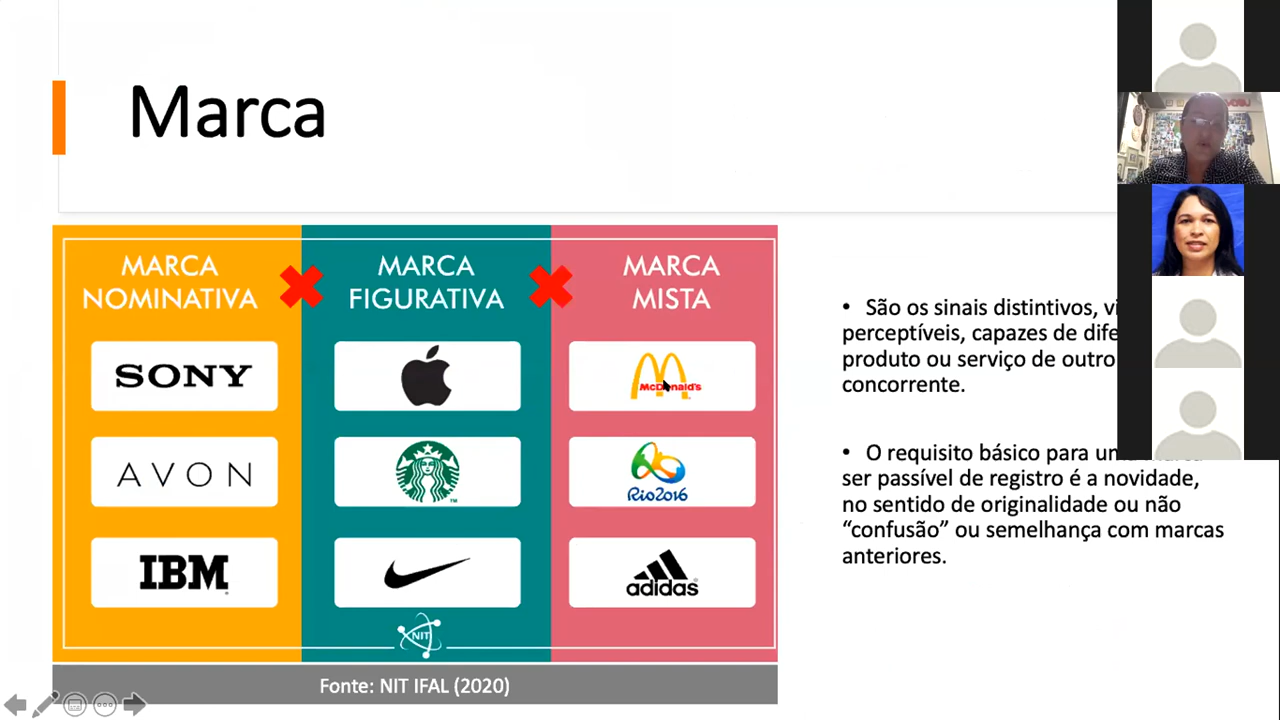 Marca
MARCA
NOMINATIVA
MARCA
FIGURATIVA
MARCA
MISTA
SONY
McDonald's
AVON
TM
Rio2016
IBM
adidas
NIT
Fonte: NIT IFAL (2020)
• São os sinais distintivos,
perceptíveis, capazes de
produto ou serviço de outro
concorrente.
• O requisito básico para
ser passível de registro é a novidade,
no sentido de originalidade ou não
“confusão” ou semelhança com marcas
anteriores.